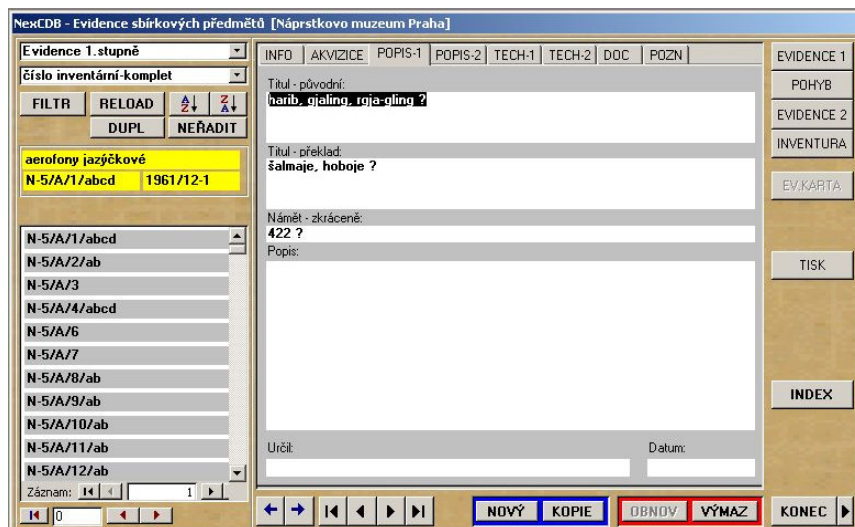 NexCDB - Evidence sbírkových předmětů [Náprstkovo muzeum Praha]
Evidence 1.stupně
číslo inventární-komplet
FILTR RELOAD
DUPL NEŘADIT
aerofony jazýčkové
N-5/A/1/abcd 1961/12-1
N-5/A/1/abcd
N-5/A/2/ab
N-5/A/3
N-5/A/4/abcd
N-5/A/6
N-5/A/7
N-5/A/8/ab
N-5/A/9/ab
N-5/A/10/ab
N-5/A/11/ab
N-5/A/12/ab
Záznam: 1
0
INFO AKVIZICE POPIS-1 POPIS-2 TECH-1 TECH-2 DOC POZN
Titul - původní:
harib, gjaling, rgja-gling ?
Titul - překlad:
šalmaje, hoboje ?
Námět - zkráceně:
422 ?
Popis:
Určil: Datum:
NOVÝ KOPIE OBNOV VÝMAZ
EVIDENCE 1
POHYB
EVIDENCE 2
INVENTURA
EV.KARTA
TISK
INDEX
KONEC